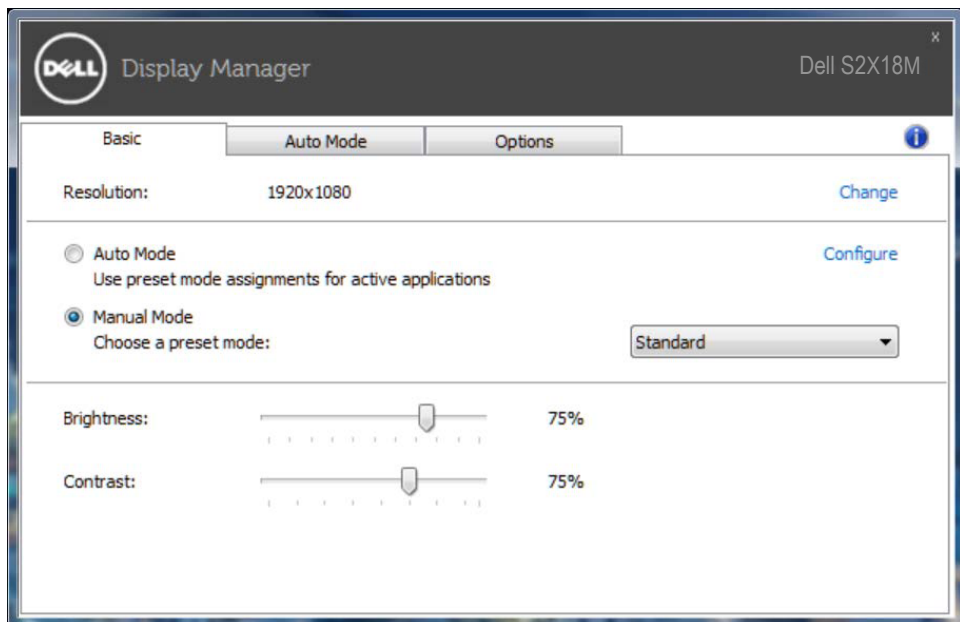 DELL Display Manager Dell S2X18M x
Basic Auto Mode Options i
Resolution: 1920x1080 Change
Auto Mode Configure
Use preset mode assignments for active applications
Manual Mode
Choose a preset mode: Standard
Brightness: 75%
Contrast: 75%